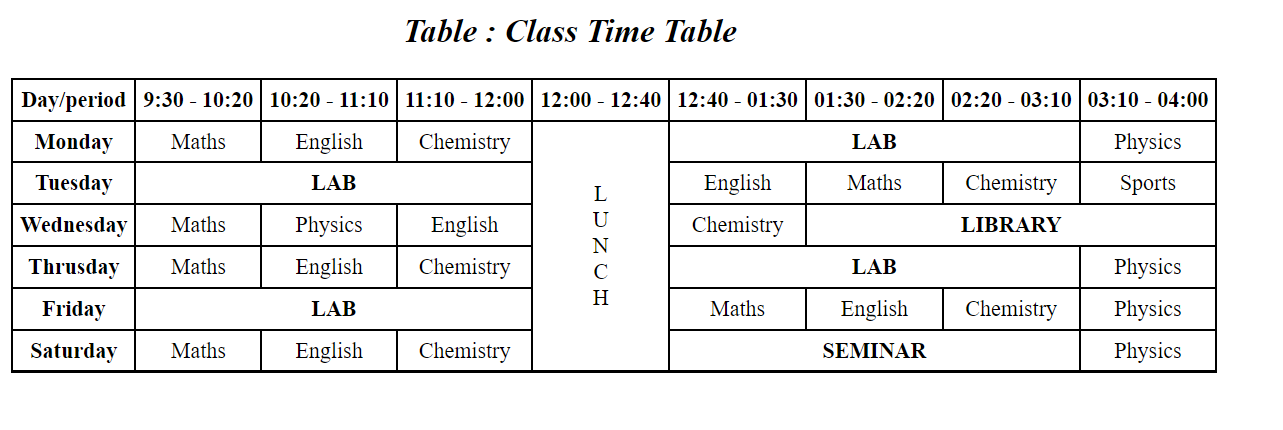 Table : Class Time Table
Day/period 9:30 - 10:20 10:20 - 11:10 11:10 - 12:00 12:00 - 12:40 12:40 - 01:30 01:30 - 02:20 02:20 - 03:10 03:10 - 04:00
Monday Maths English Chemistry LAB Physics
Tuesday LAB English Maths Chemistry Sports
Wednesday Maths Physics English Chemistry LIBRARY
Thrusday Maths English Chemistry LAB Physics
Friday LAB Maths English Chemistry Physics
Saturday Maths English Chemistry SEMINAR Physics
L
U
N
C
H